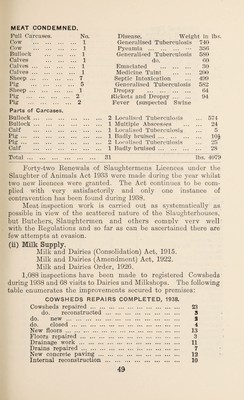 MEAT CONDEMNED.
Full Carcases. No. Disease. Weight in lbs.
Cow ... ... ... ... 1 Generalised Tuberculosis 740
Cow ... ... ... ... 1 Pyeamia ... ... ... ... 356
Bullock ... ... ... 1 Generalised Tuberculosis 580
Calves ... ... ... 1 do. 60
Calves ... ... ... 1 Emaciated ... ... ... ... 30
Calves ... ... ... 1 Medicine Taint ... ... 200
Sheep ... ... ... ... 7 Septic Intoxication ... 499
Pig ... ... ... ... 5 Generalised Tuberculosis 582
Sheep ... ... ... ... 1 Dropsy ... ... ... ... 64
Pig ... ... ... ... 2 Rickets and Dropsy ... ... 94
Pig ... ... ... ... 2 Fever (suspected Swine
Parts of Carcases.
Bullock ... ... ... ... 2 Localised Tuberculosis ... 574
Bullock ... ... ... ... 1 Multiple Abscesses ... 24
Calf ... ... ... ... 1 Localised Tuberculosis ... 5
Pig ... ... ... ... 1 Badly bruised ... ... ... 10½
Pig ... ... ... ... 2 Localised Tuberculosis 25
Calf ... ... ... ... 1 Badly bruised ... ... ... 28
Total ... ... ... ... 31 lbs. 4679
Forty-two Renewals of Slaughtermens Licences under the
Slaughter of Animals Act 1933 were made during the year whilst
two new licences were granted. The Act continues to be com-
plied with very satisfactorily and only one instance of
contravention has been found during 1938.
Meat inspection work is carried out as systematically as
possible in view of the scattered nature of the Slaughterhouses,
but Butchers, Slaughtermen and others comply very well
with the Regulations and so far as can be ascertained there are
few attempts at evasion.
(ii) Milk Supply.
Milk and Dairies (Consolidation) Act, 1915.
Milk and Dairies (Amendment) Act, 1922.
Milk and Dairies Order, 1926.
1,088 inspections have been made to registered Cowsheds
during 1938 and 68 visits to Dairies and Milkshops. The following
table enumerates the improvements secured to premises:
COWSHEDS REPAIRS COMPLETED, 1938.
Cowsheds repaired ... ... ... ... ... ... 23
do. reconstructed ... ... ... ... ... 3
do. new ... ... ... ... ... ... 3
do. closed ... ... ... ... ... ... 4
New floors ... ... ... ... ... ... 13
Floors repaired ... ... ... ... ... ... 3
Drainage work ... ... ... ... ... ... 11
Drains repaired ... ... ... ... ... ... 7
New concrete paving ... ... ... ... ... 12
Internal reconstruction ... ... ... ... ... 10
49